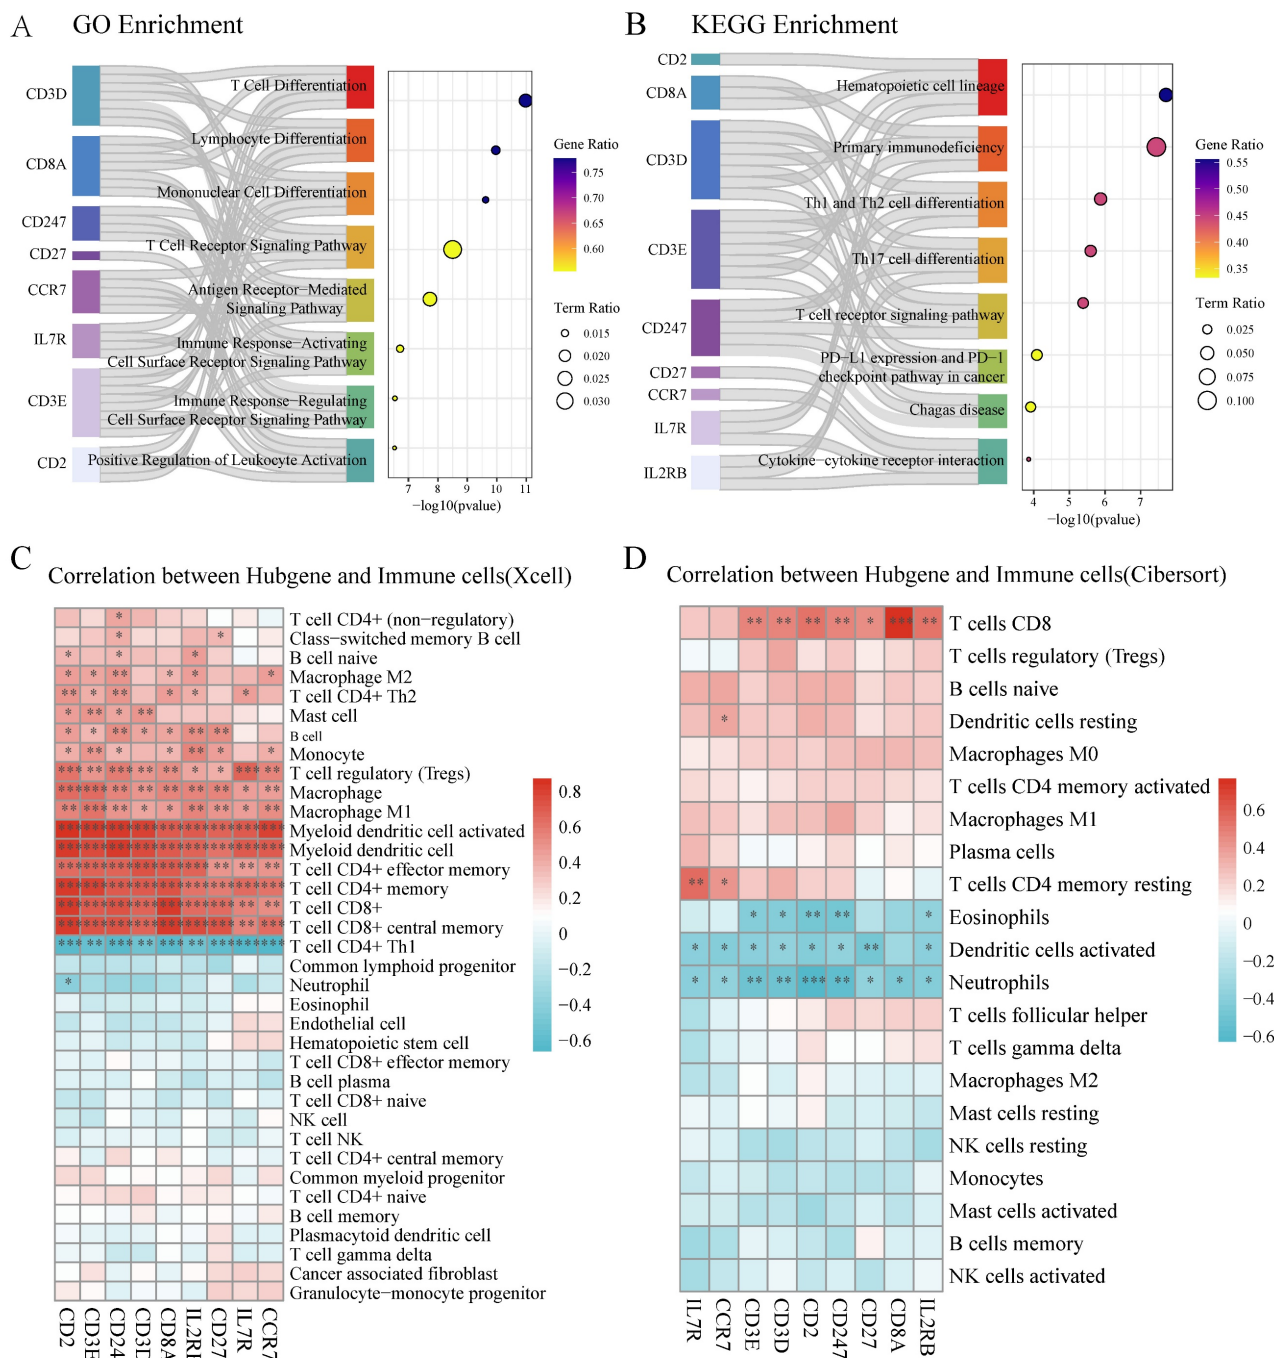 A GO Enrichment
CD3D
CD8A
CD247
CD27
CCR7
IL7R
CD3E
CD2
T Cell Differentiation
Lymphocyte Differentiation
Mononuclear Cell Differentiation
T Cell Receptor Signaling Pathway
Antigen Receptor−Mediated
Signaling Pathway
Immune Response−Activating
Cell Surface Receptor Signaling Pathway
Immune Response−Regulating
Cell Surface Receptor Signaling Pathway
Positive Regulation of Leukocyte Activation
7 8 9 10 11
−log10(pvalue)
Gene Ratio
0.75
0.70
0.65
0.60
Term Ratio
0.015
0.020
0.025
0.030
B KEGG Enrichment
CD2
CD8A
CD3D
CD3E
CD247
CD27
CCR7
IL7R
IL2RB
Hematopoietic cell lineage
Primary immunodeficiency
Th1 and Th2 cell differentiation
Th17 cell differentiation
T cell receptor signaling pathway
PD−L1 expression and PD−1
checkpoint pathway in cancer
Chagas disease
Cytokine−cytokine receptor interaction
4 5 6 7
−log10(pvalue)
Gene Ratio
0.55
0.50
0.45
0.40
0.35
Term Ratio
0.025
0.050
0.075
0.100
C
Correlation between Hubgene and Immune cells(Xcell)
T cell CD4+ (non−regulatory)
Class−switched memory B cell
B cell naive
Macrophage M2
T cell CD4+ Th2
Mast cell
B cell
Monocyte
T cell regulatory (Tregs)
Macrophage
Macrophage M1
Myeloid dendritic cell activated
Myeloid dendritic cell
T cell CD4+ effector memory
T cell CD4+ memory
T cell CD8+
T cell CD8+ central memory
T cell CD4+ Th1
Common lymphoid progenitor
Neutrophil
Eosinophil
Endothelial cell
Hematopoietic stem cell
T cell CD8+ effector memory
B cell plasma
T cell CD8+ naive
NK cell
T cell NK
T cell CD4+ central memory
Common myeloid progenitor
T cell CD4+ naive
B cell memory
Plasmacytoid dendritic cell
T cell gamma delta
Cancer associated fibroblast
Granulocyte−monocyte progenitor
CD2 CD3E CD24 CD3D CD8A IL2RI CD27 IL7R CCR7
0.8
0.6
0.4
0.2
0
−0.2
−0.4
−0.6
D
Correlation between Hubgene and Immune cells(Cibersort)
T cells CD8
T cells regulatory (Tregs)
B cells naive
Dendritic cells resting
Macrophages M0
T cells CD4 memory activated
Macrophages M1
Plasma cells
T cells CD4 memory resting
Eosinophils
Dendritic cells activated
Neutrophils
T cells follicular helper
T cells gamma delta
Macrophages M2
Mast cells resting
NK cells resting
Monocytes
Mast cells activated
B cells memory
NK cells activated
IL7R CCR7 CD3E CD3D CD2 CD247 CD27 CD8A IL2RB
0.6
0.4
0.2
0
−0.2
−0.4
−0.6